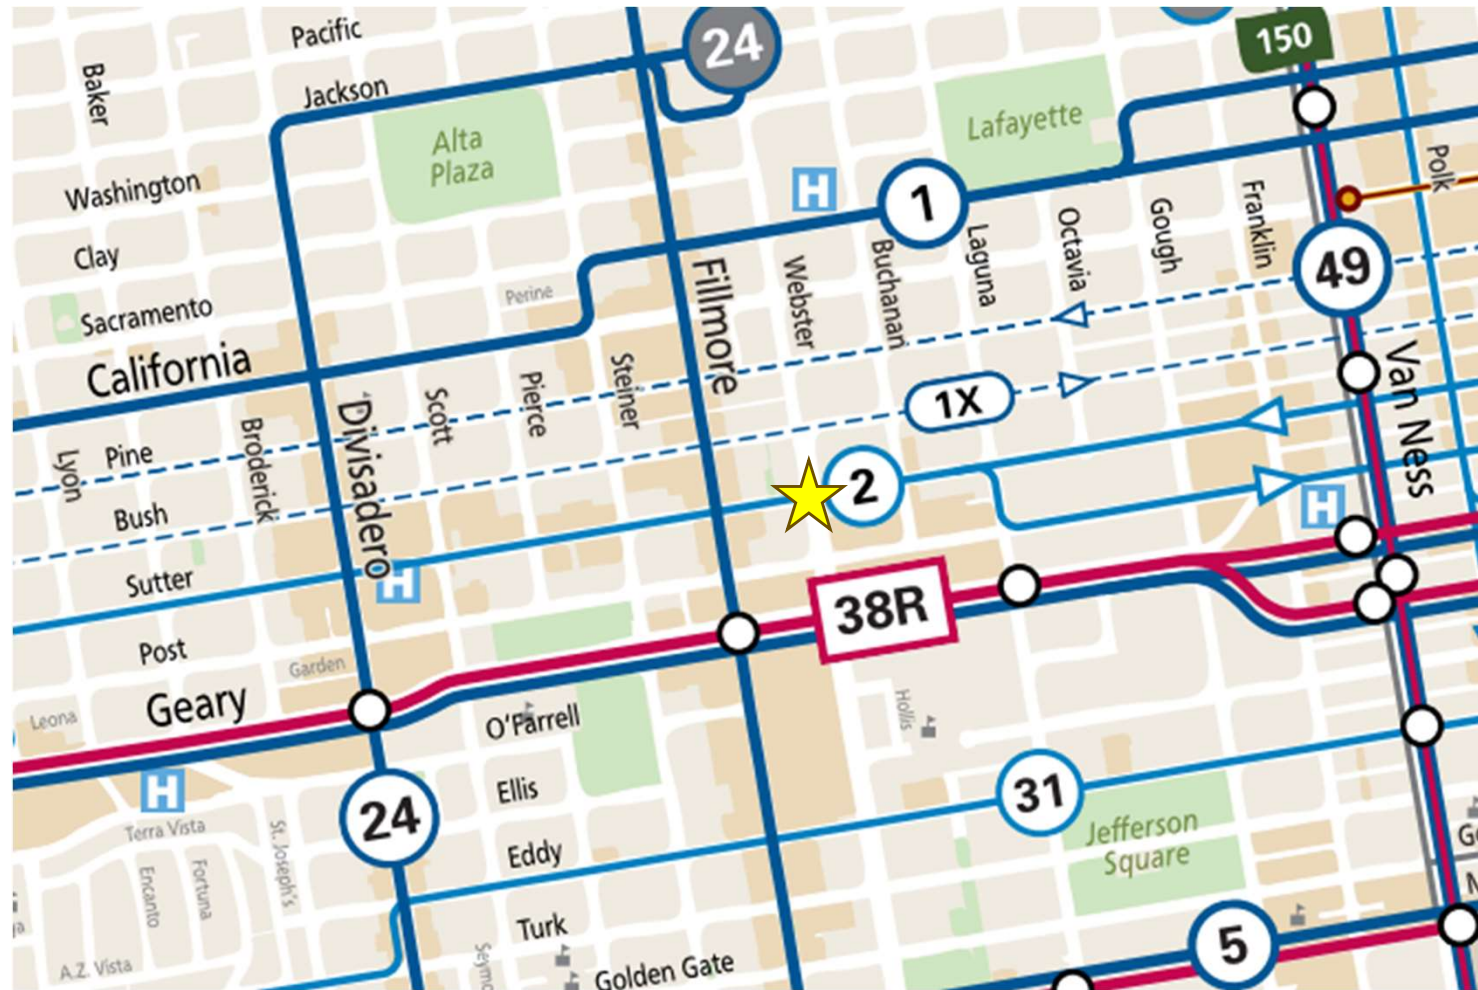 Pacific
24
150
Baker
Jackson
Lafayette
Alta
Plaza
Polk
Washington
H
1
Franklin
Gough
Octavia
Laguna
Clay
Buchanan
Webster
Fillmore
49
Perine
Sacramento
California
Van Ness
Steiner
Pierce
Scott
1X
Divisadero
Broderick
Lyon
Pine
2
H
Bush
H
Sutter
38R
Post
Garden
Geary
Leona
O'Farrell
Hollis
H
Ellis
31
24
Terra Vista
St. Joseph's
Jefferson
Square
Eddy
Encanto
Fortuna
Turk
5
A.Z. Vista
Golden Gate